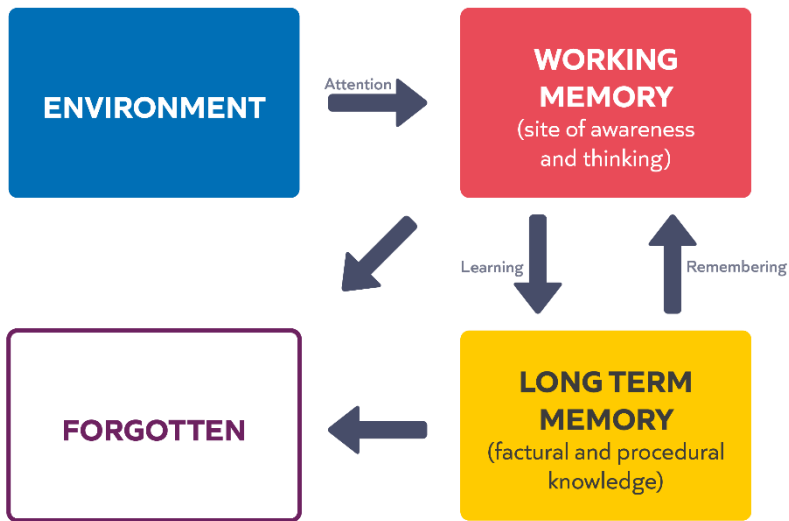 ENVIRONMENT
Attention
WORKING
MEMORY
(site of awareness
and thinking)
Learning
Remembering
FORGOTTEN
LONG TERM
MEMORY
(factural and procedural
knowledge)